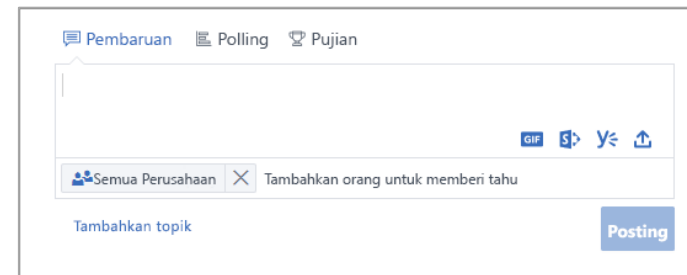 Pembaruan Polling Pujian
GIF S Y
Semua Perusahaan Tambahkan orang untuk memberi tahu
Tambahkan topik Posting